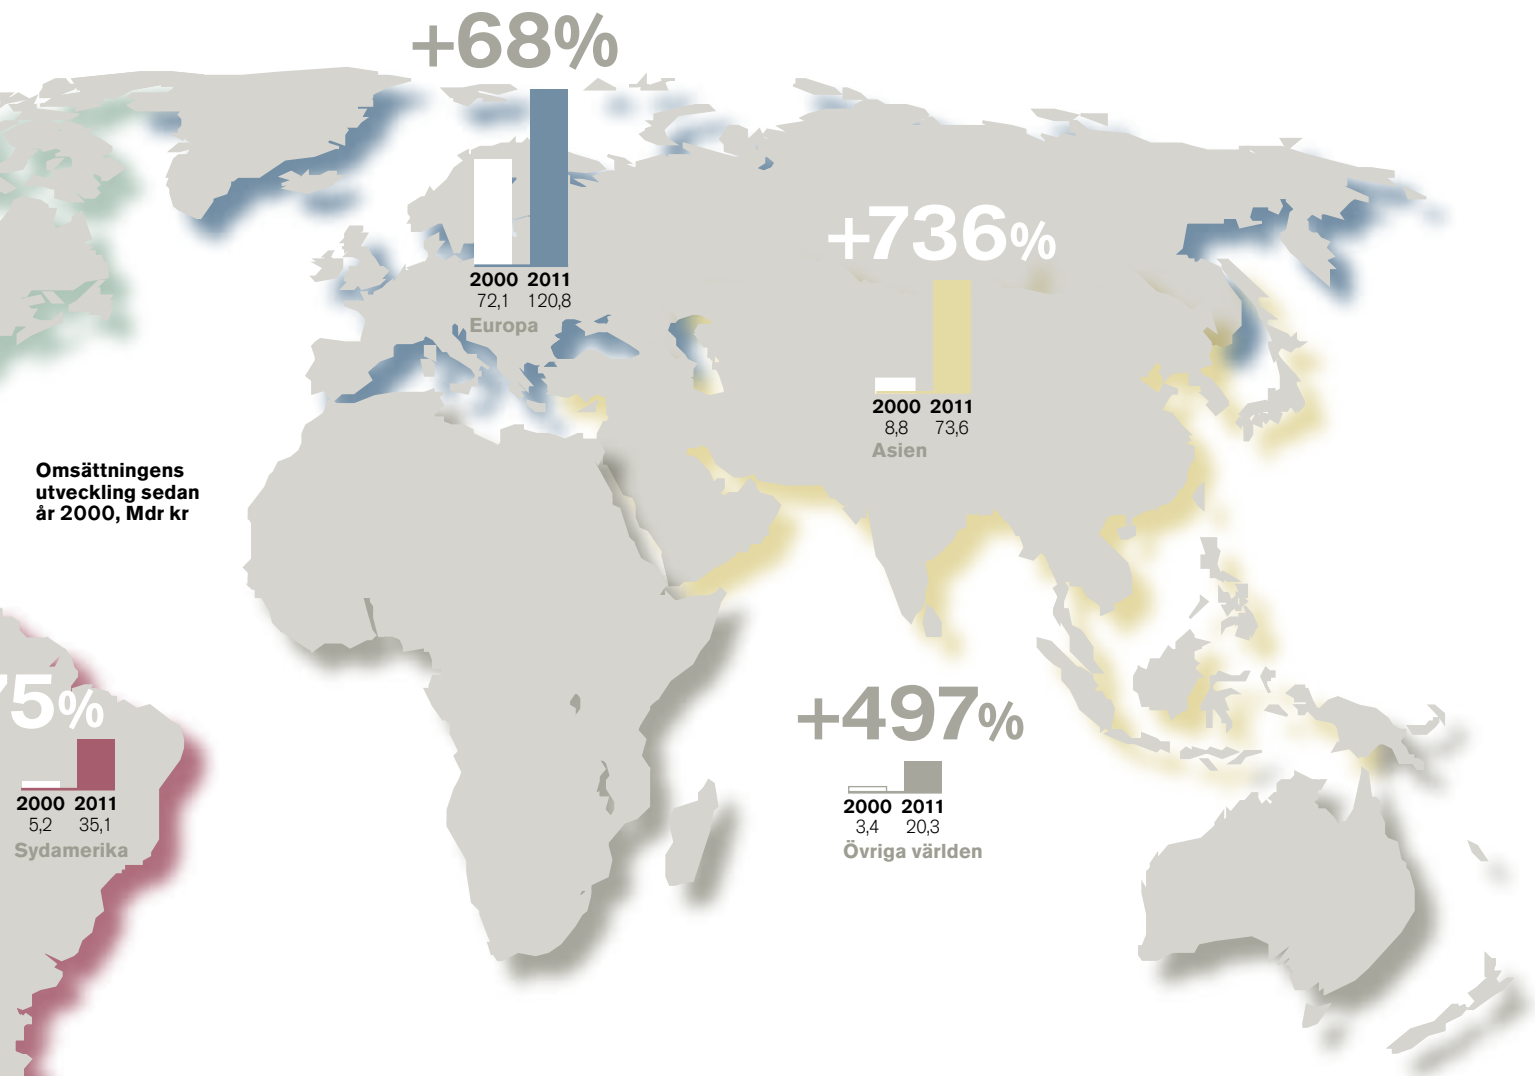 +68%
2000 2011
72,1 120,8
Europa
+736%
2000 2011
8,8 73,6
Asien
Omsättningens
utveckling sedan
år 2000, Mdr kr
75%
2000 2011
5,2 35,1
Sydamerika
+497%
2000 2011
3,4 20,3
Övriga världen